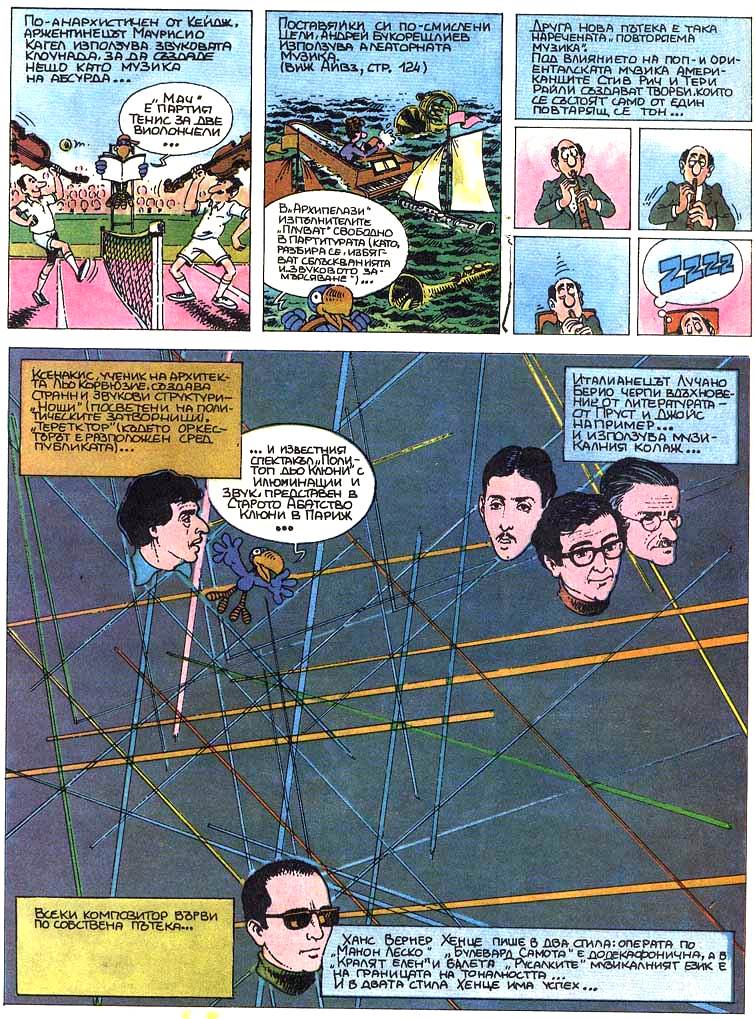 ПО-АНАРХИСТИЧЕН ОТ КЕЙДЖ,
АРЖЕНТИНЕЦЪТ МАУРИСИО
КАГЕЛ ИЗПОЛЗУВА ЗВУКОВАТА
КЛОУНАДА, ЗА ДА СЪЗДАДЕ
НЕЩО КАТО МУЗИКА
НА АБСУРДА...
„МАЧ"
Е ПАРТИЯ
ТЕНИС ЗА ДВЕ
ВИОЛОНЧЕЛИ
...
ПОСТАВЯЙКИ СИ ПО-СМИСЛЕНИ
ЦЕЛИ, АНДРЕЙ БУКОРЕШЛИЕВ
ИЗПОЛЗУВА АЛЕАТОРНАТА
МУЗИКА.
(ВИЖ АЙВЗ, СТР. 124)
В „АРХИПЕЛАЗИ"
ИЗПЪЛНИТЕЛИТЕ
„ПЛУВАТ" СВОБОДНО
В ПАРТИТУРАТА (КАТО,
РАЗБИРА СЕ, ИЗБЯГ-
ВАТ СБЛЪСКВАНИЯТА
И „ЗВУКОВОТО ЗА-
МЪРСЯВАНЕ")...
ДРУГА НОВА ПЪТЕКА Е ТАКА
НАРЕЧЕНАТА „ПОВТОРЯЕМА
МУЗИКА".
ПОД ВЛИЯНИЕТО НА ПОП- И ОРИ-
ЕНТАЛСКАТА МУЗИКА АМЕРИ-
КАНЦИТЕ СТИВ РИЧ И ТЕРИ
РАЙЛИ СЪЗДАВАТ ТВОРБИ, КОИТО
СЕ СЪСТОЯТ САМО ОТ ЕДИН
ПОВТАРЯЩ СЕ ТОН...
ZZZZ
КСЕНАКИС, УЧЕНИК НА АРХИТЕК-
ТА ЛЬО КОРБЮЗИЕ, СЪЗДАВА
СТРАННИ ЗВУКОВИ СТРУКТУРИ-
„НОЩИ" (ПОСВЕТЕНИ НА ПОЛИ-
ТИЧЕСКИТЕ ЗАТВОРНИЦИ),
„ТЕРЕТКТОР" (КЪДЕТО ОРКЕС-
ТЪРЪТ Е РАЗПОЛОЖЕН СРЕД
ПУБЛИКАТА)...
... И ИЗВЕСТНИЯ
СПЕКТАКЪЛ „ПОЛИ-
ТОП ДЬО КЛЮНИ" С
ИЛЮМИНАЦИИ И
ЗВУК, ПРЕДСТАВЕН В
СТАРОТО АБАТСТВО
КЛЮНИ В ПАРИЖ
...
ИТАЛИАНЕЦЪТ ЛУЧАНО
БЕРИО ЧЕРПИ ВДЪХНОВЕ-
НИЕ ОТ ЛИТЕРАТУРАТА-
ОТ ПРУСТ И ДЖОЙС
НАПРИМЕР...
... И ИЗПОЛЗУВА МУЗИ-
КАЛНИЯ КОЛАЖ...
ВСЕКИ КОМПОЗИТОР ВЪРВИ
ПО СОБСТВЕНА ПЪТЕКА...
ХАНС ВЕРНЕР ХЕНЦЕ ПИШЕ В ДВА СТИЛА: ОПЕРАТА ПО
„МАНОН ЛЕСКО" „БУЛЕВАРД САМОТА" Е ДОДЕКАФОНИЧНА, А В
„КРАЛЯТ ЕЛЕН" И БАЛЕТА „РУСАЛКИТЕ" МУЗИКАЛНИЯТ ЕЗИК Е
НА ГРАНИЦАТА НА ТОНАЛНОСТТА...
И В ДВАТА СТИЛА ХЕНЦЕ ИМА УСПЕХ...